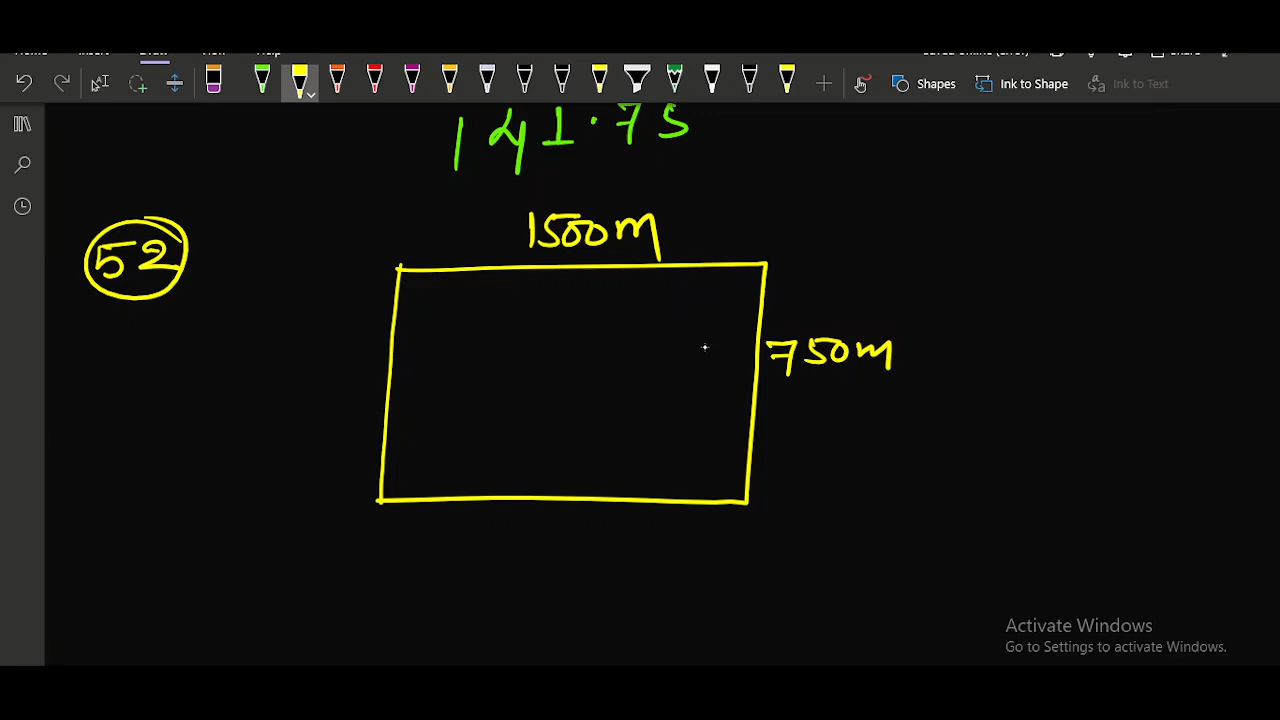 Shapes
Ink to Shape
Ink to Text
141.75
52
1500m
750m
Activate Windows
Go to Settings to activate Windows.